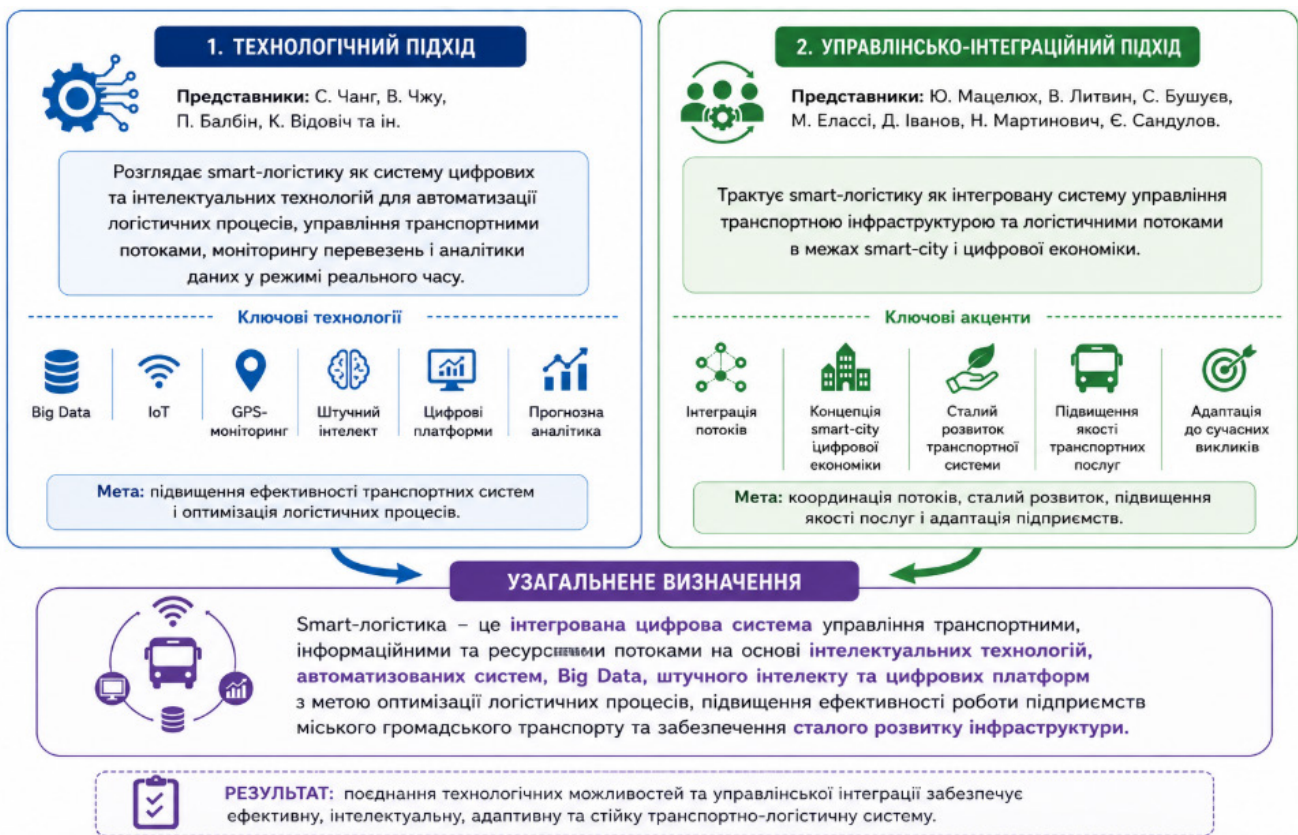 1. ТЕХНОЛОГІЧНИЙ ПІДХІД
Представники: С. Чанг, В. Чжу,
П. Балбін, К. Відовіч та ін.
Розглядає smart-логістику як систему цифрових
та інтелектуальних технологій для автоматизації
логістичних процесів, управління транспортними
потоками, моніторингу перевезень і аналітики
даних у режимі реального часу.
Ключові технології
Big Data
IoT
GPS-
моніторинг
Штучний
інтелект
Цифрові
платформи
Прогнозна
аналітика
Мета: підвищення ефективності транспортних систем
і оптимізація логістичних процесів.
2. УПРАВЛІНСЬКО-ІНТЕГРАЦІЙНИЙ ПІДХІД
Представники: Ю. Мацелюх, В. Литвин, С. Бушуєв,
М. Елассі, Д. Іванов, Н. Мартинович, Є. Сандулов.
Трактує smart-логістику як інтегровану систему управління
транспортною інфраструктурою та логістичними потоками
в межах smart-city і цифрової економіки.
Ключові акценти
Інтеграція
потоків
Концепція
smart-city
іцифрової
економіки
Сталий
розвиток
транспортної
системи
Підвищення
якості
транспортних
послуг
Адаптація
до сучасних
викликів
Мета: координація потоків, сталий розвиток, підвищення
якості послуг і адаптація підприємств.
УЗАГАЛЬНЕНЕ ВИЗНАЧЕННЯ
Smart-логістика – це інтегрована цифрова система управління транспортними,
інформаційними та потоками на основі інтелектуальних технологій,
автоматизованих систем, Big Data, штучного інтелекту та цифрових платформ
з метою оптимізації логістичних процесів, підвищення ефективності роботи підприємств
міського громадського транспорту та забезпечення сталого розвитку інфраструктури.
РЕЗУЛЬТАТ: поєднання технологічних можливостей та управлінської інтеграції забезпечує
ефективну, інтелектуальну, адаптивну та стійку транспортно-логістичну систему.